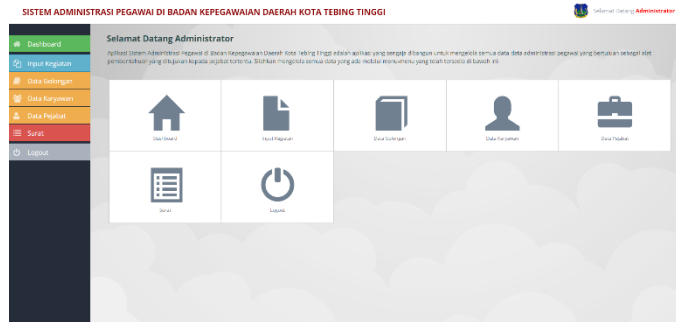 SISTEM ADMINISTRASI PEGAWAI DI BADAN KEPEGAWAIAN DAERAH KOTA TEBING TINGGI
Selamat Datang Administrator
Dashboard
Input Kegiatan
Data Golongan
Data Karyawan
Data Pejabat
Surat
Logout
Selamat Datang Administrator
Aplikasi Sistem Administrasi Pegawai di Badan Kepegawaian Daerah Kota Tebing Tinggi adalah aplikasi yang sengaja dibangun untuk mengelola semua data data administrasi pegawai yang bertujuan sebagai alat
pemberitahuan yang ditujukan kepada pejabat tertentu. Silahkan mengelola semua data yang ada melalui menu-menu yang telah tersedia di bawah ini
Dashboard
Input Kegiatan
Data Golongan
Data Karyawan
Data Pejabat
Surat
Logout